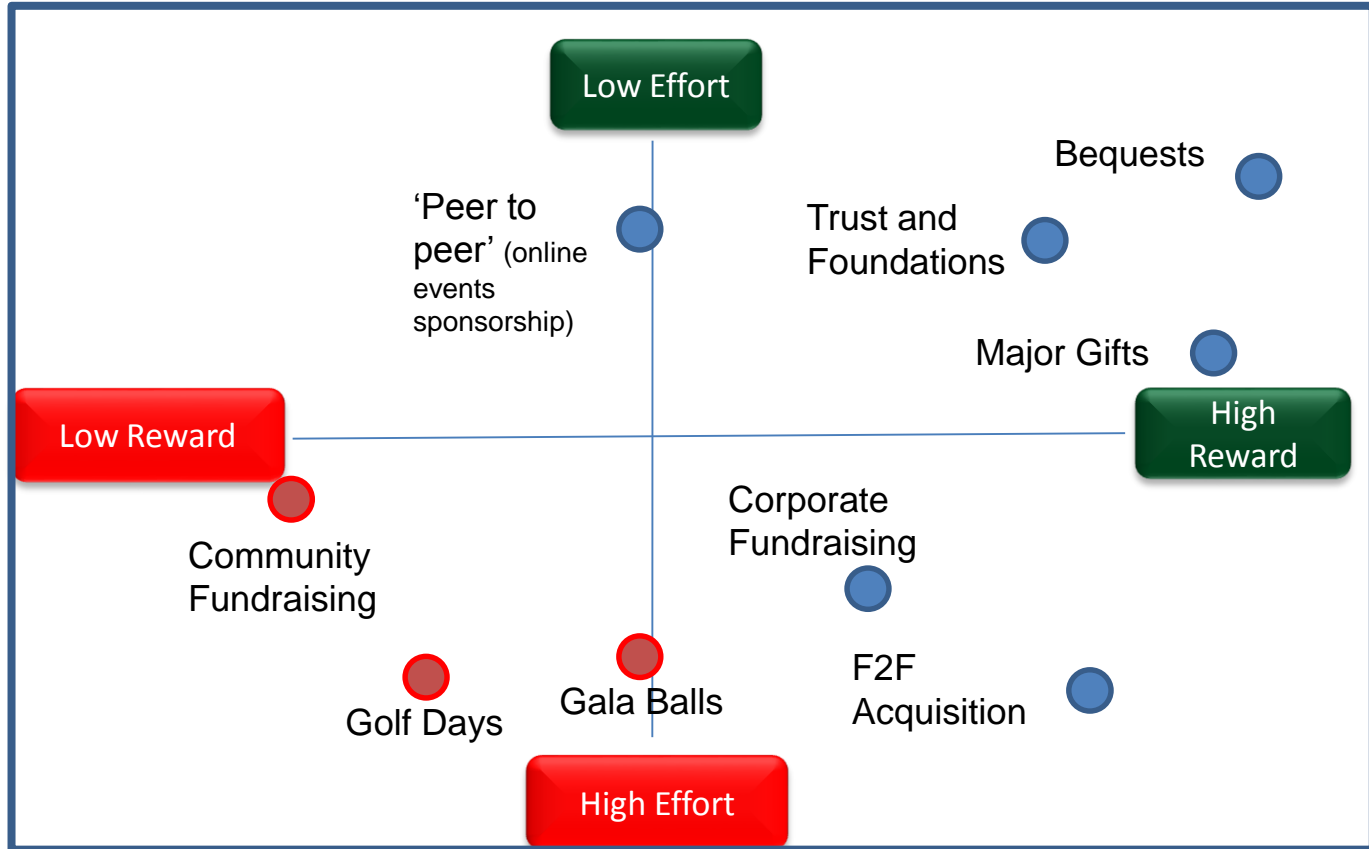 Low Effort
Bequests
‘Peer to
peer’ (online
events
sponsorship)
Trust and
Foundations
Major Gifts
Low Reward
High
Reward
Corporate
Fundraising
Community
Fundraising
F2F
Acquisition
Gala Balls
Golf Days
High Effort